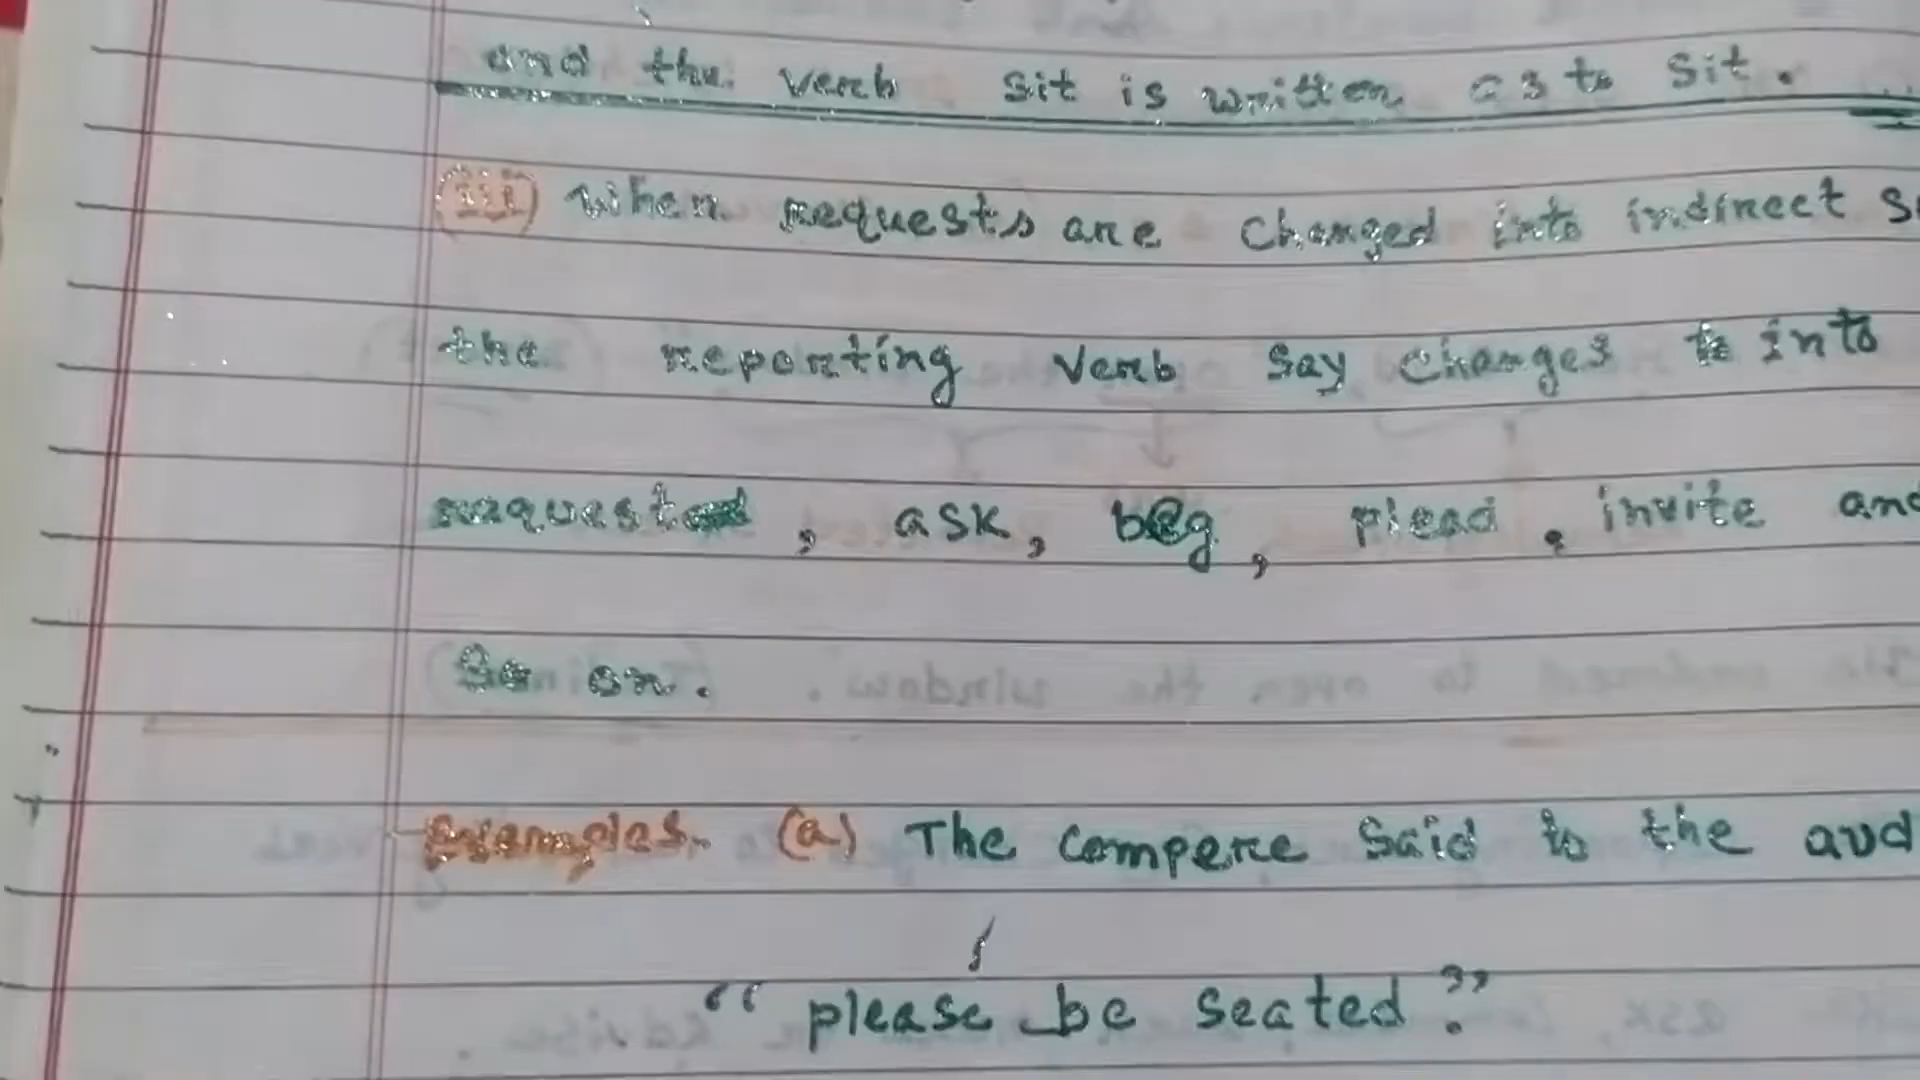 and the verb sit is written as to sit.
(iii) When requests are changed into indirect
the reporting verb say changes to into
requested, ask, beg, plead, invite and
so on.
Examples. (a) The compere said to the aud
"please be seated."